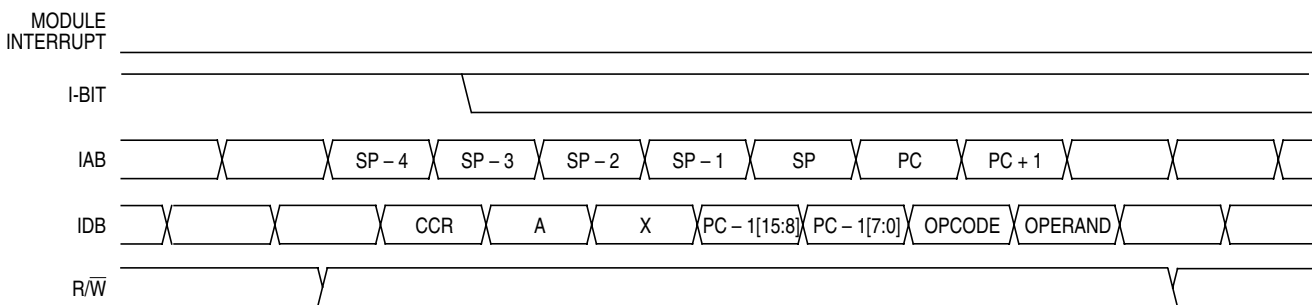 MODULE
INTERRUPT
I-BIT
IAB SP – 4 SP – 3 SP – 2 SP – 1 SP PC PC + 1
IDB CCR A X PC – 1[15:8] PC – 1[7:0] OPCODE OPERAND
R/W̅